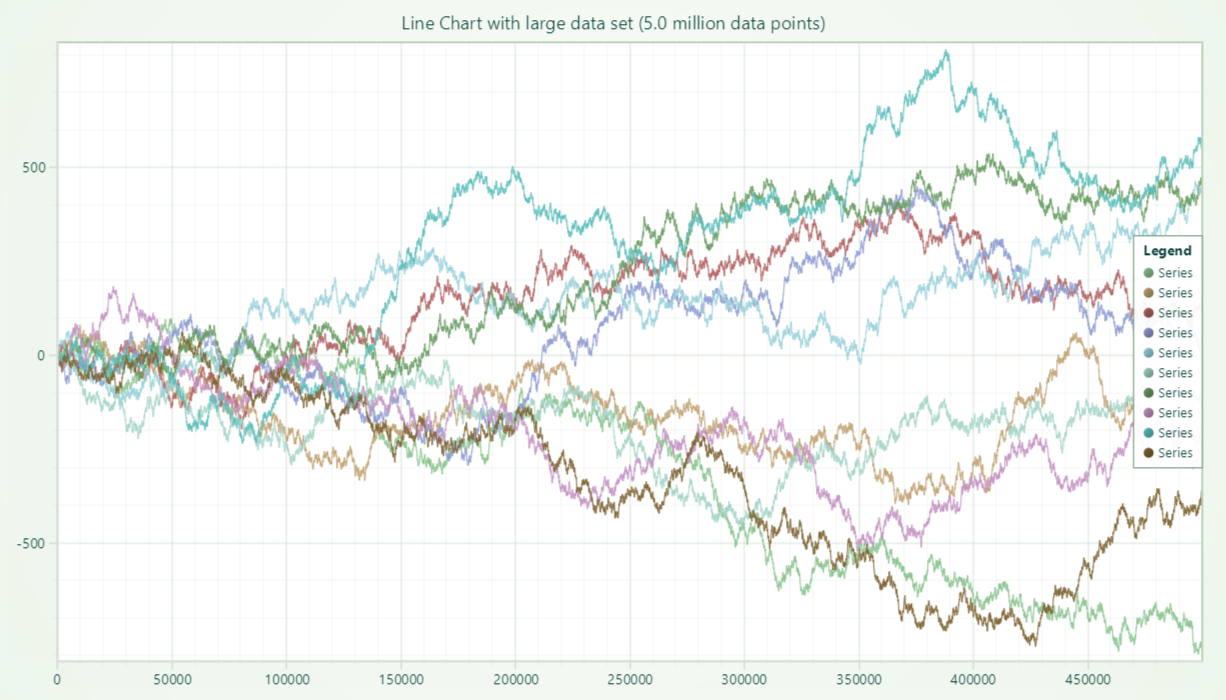 Line Chart with large data set (5.0 million data points)
500
0
-500
0 50000 100000 150000 200000 250000 300000 350000 400000 450000
Legend
Series
Series
Series
Series
Series
Series
Series
Series
Series
Series